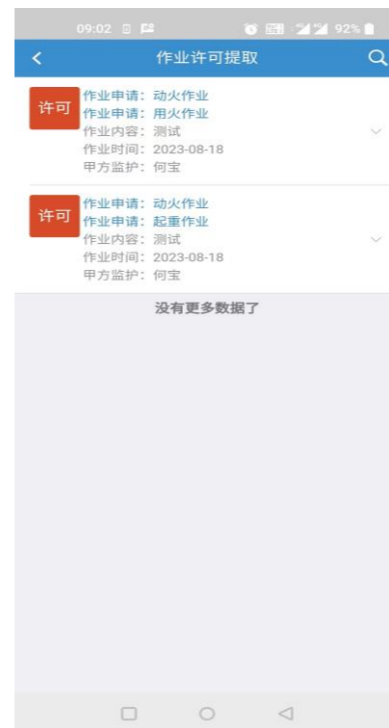 09:02
92%
作业许可提取
许可
作业申请：动火作业
作业申请：用火作业
作业内容：测试
作业时间：2023-08-18
甲方监护：何宝
许可
作业申请：动火作业
作业申请：起重作业
作业内容：测试
作业时间：2023-08-18
甲方监护：何宝
没有更多数据了